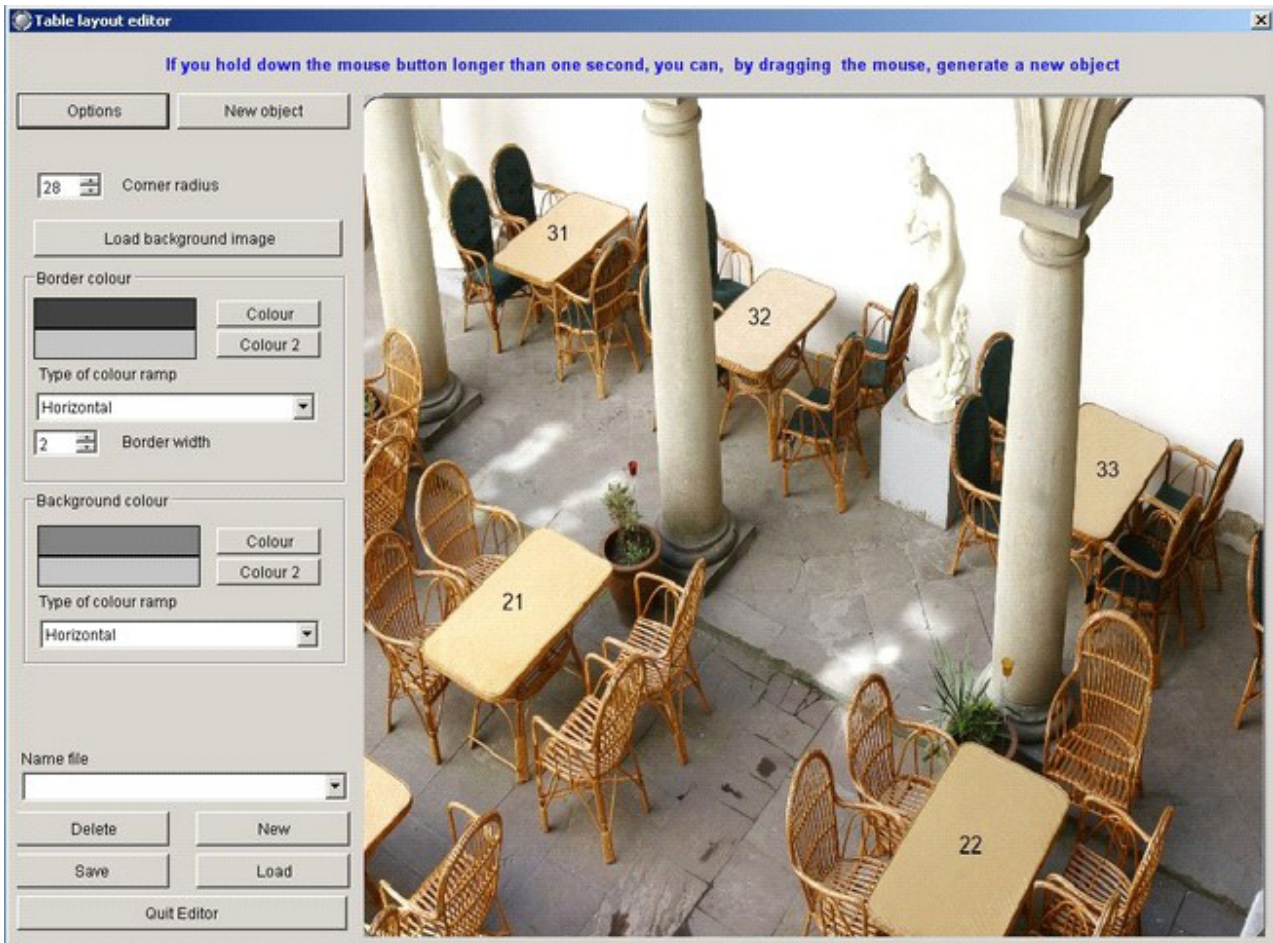 Table layout editor
If you hold down the mouse button longer than one second, you can, by dragging the mouse, generate a new object
Options
New object
28
Corner radius
Load background image
Border colour
Colour
Colour 2
Type of colour ramp
Horizontal
2
Border width
Background colour
Colour
Colour 2
Type of colour ramp
Horizontal
Name file
Delete
New
Save
Load
Quit Editor
31
32
33
21
22